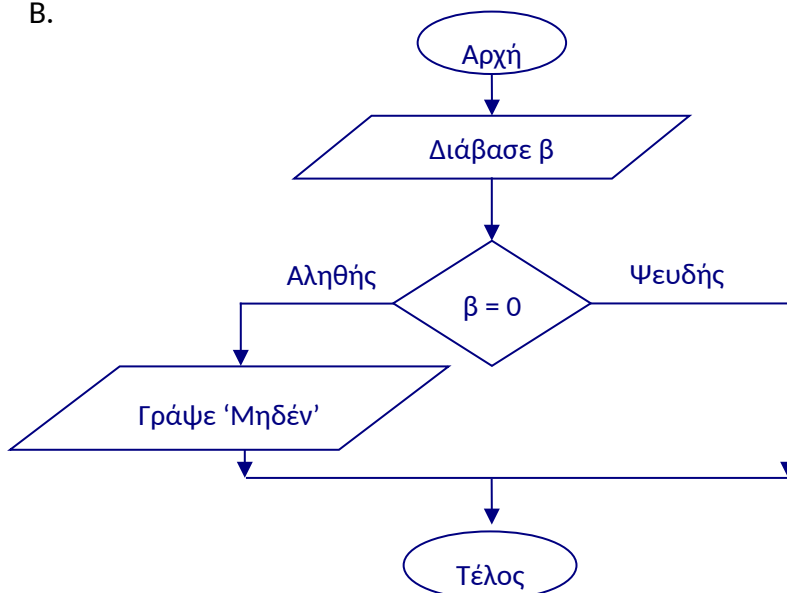 Β.
Αρχή
Διάβασε β
Αληθής
Ψευδής
β = 0
Γράψε ‘Μηδέν’
Τέλος